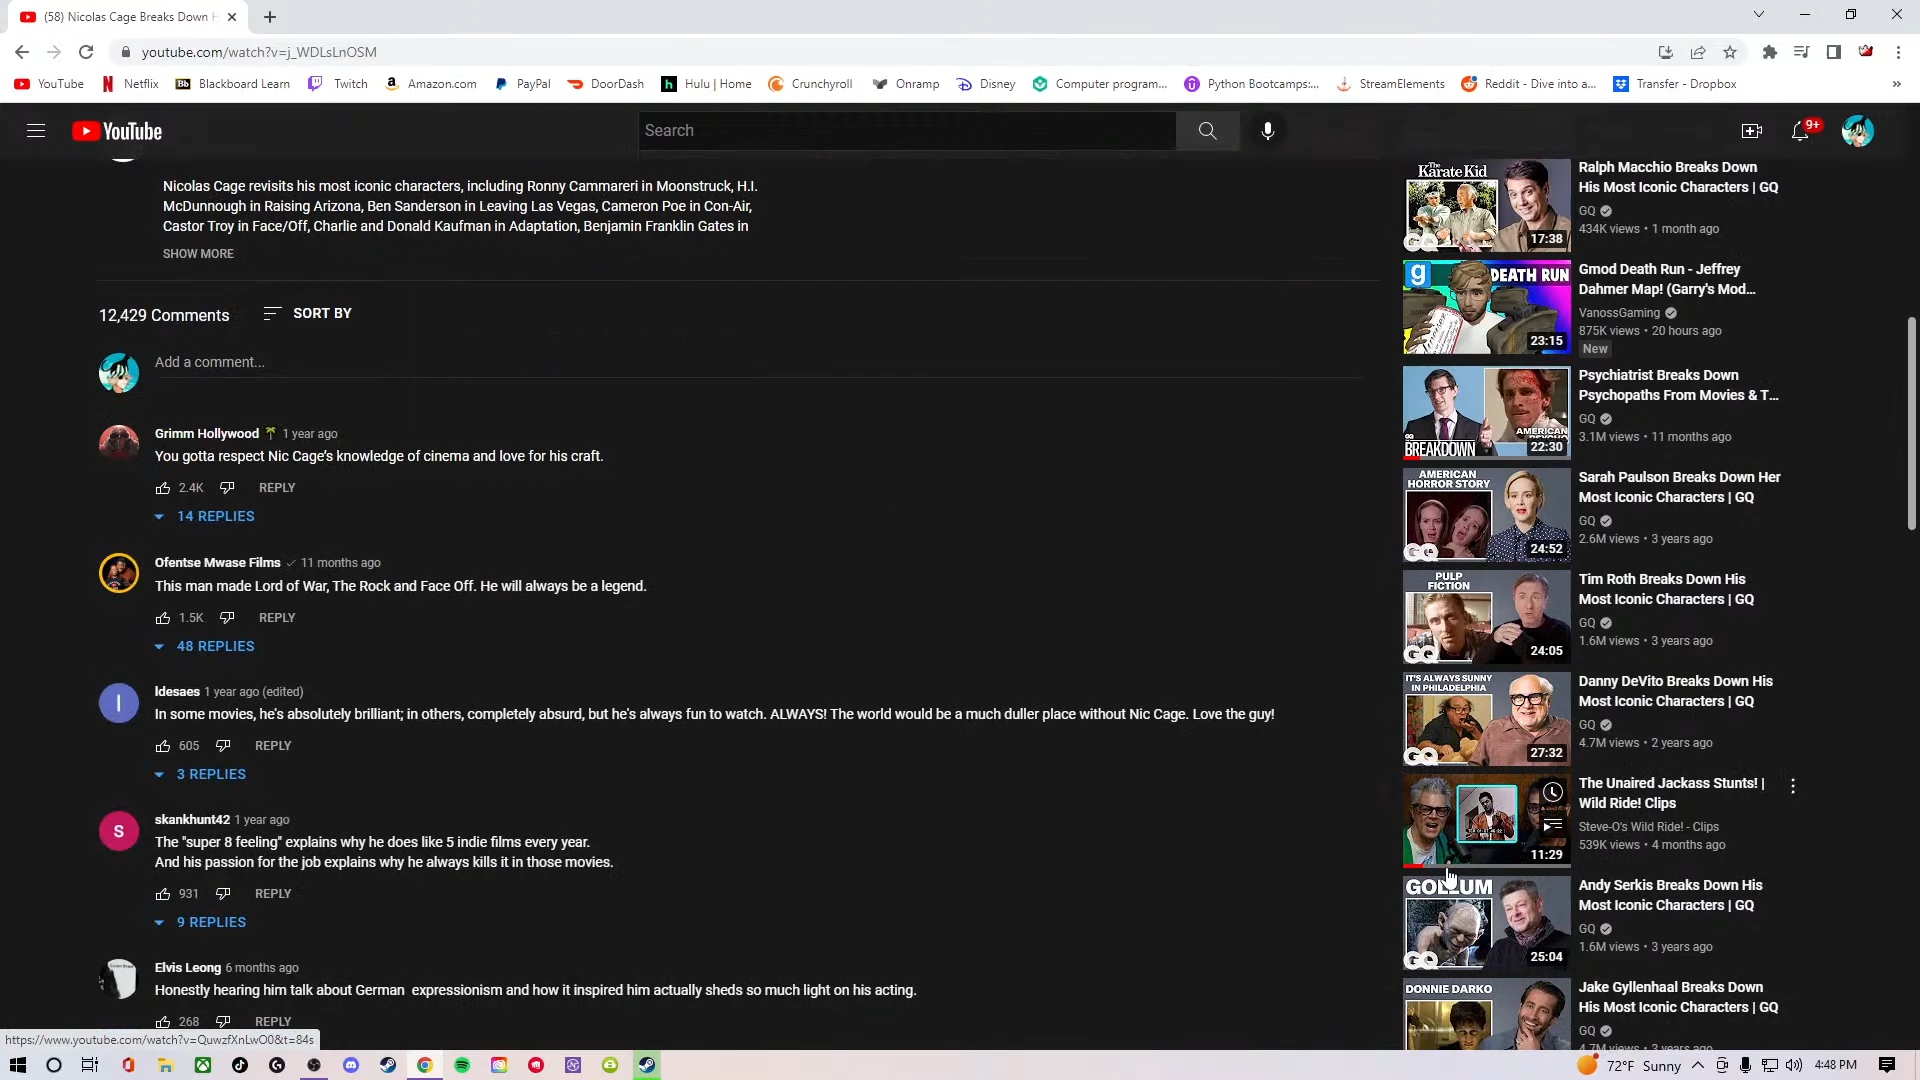 (58) Nicolas Cage Breaks Down H
youtube.com/watch?v=j_WDLsLnOSM
YouTube
Netflix
Bb
Blackboard Learn
Twitch
Amazon.com
PayPal
DoorDash
Hulu | Home
Crunchyroll
Onramp
Disney
Computer program...
Python Bootcamps:...
StreamElements
Reddit - Dive into a...
Transfer - Dropbox
YouTube
Search
9+
Nicolas Cage revisits his most iconic characters, including Ronny Cammareri in Moonstruck, H.I.
McDunnough in Raising Arizona, Ben Sanderson in Leaving Las Vegas, Cameron Poe in Con-Air,
Castor Troy in Face/Off, Charlie and Donald Kaufman in Adaptation, Benjamin Franklin Gates in
SHOW MORE
12,429 Comments
SORT BY
Add a comment...
Grimm Hollywood 🌴 1 year ago
You gotta respect Nic Cage's knowledge of cinema and love for his craft.
2.4K
REPLY
14 REPLIES
Ofentse Mwase Films 11 months ago
This man made Lord of War, The Rock and Face Off. He will always be a legend.
1.5K
REPLY
48 REPLIES
I
ldesaes 1 year ago (edited)
In some movies, he's absolutely brilliant; in others, completely absurd, but he's always fun to watch. ALWAYS! The world would be a much duller place without Nic Cage. Love the guy!
605
REPLY
3 REPLIES
S
skankhunt42 1 year ago
The "super 8 feeling" explains why he does like 5 indie films every year.
And his passion for the job explains why he always kills it in those movies.
931
REPLY
9 REPLIES
Elvis Leong 6 months ago
Honestly hearing him talk about German expressionism and how it inspired him actually sheds so much light on his acting.
268
REPLY
https://www.youtube.com/watch?v=QuwzfXnLwO0&t=84s
The
Karate Kid
GQ
17:38
Ralph Macchio Breaks Down
His Most Iconic Characters | GQ
GQ
434K views • 1 month ago
g
DEATH RUN
23:15
Gmod Death Run - Jeffrey
Dahmer Map! (Garry's Mod...
VanossGaming
875K views • 20 hours ago
New
AMERICAN
PSYCHO
GQ
BREAKDOWN
22:30
Psychiatrist Breaks Down
Psychopaths From Movies & T...
GQ
3.1M views • 11 months ago
AMERICAN
HORROR STORY
GQ
24:52
Sarah Paulson Breaks Down Her
Most Iconic Characters | GQ
GQ
2.6M views • 3 years ago
PULP
FICTION
GQ
24:05
Tim Roth Breaks Down His
Most Iconic Characters | GQ
GQ
1.6M views • 3 years ago
IT'S ALWAYS SUNNY
IN PHILADELPHIA
GQ
27:32
Danny DeVito Breaks Down His
Most Iconic Characters | GQ
GQ
4.7M views • 2 years ago
11:29
The Unaired Jackass Stunts! |
Wild Ride! Clips
Steve-O's Wild Ride! - Clips
539K views • 4 months ago
GOLLUM
GQ
25:04
Andy Serkis Breaks Down His
Most Iconic Characters | GQ
GQ
1.6M views • 3 years ago
DONNIE DARKO
Jake Gyllenhaal Breaks Down
His Most Iconic Characters | GQ
GQ
4.7M views • 3 years ago
72°F Sunny
4:48 PM